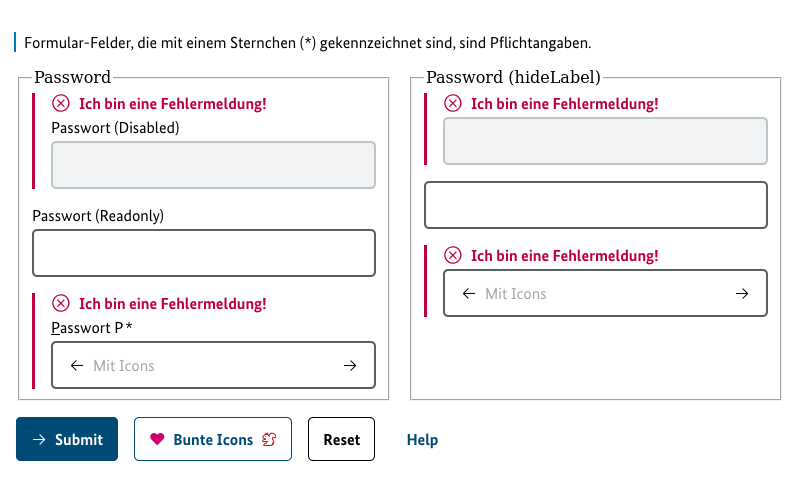 Formular-Felder, die mit einem Sternchen (*) gekennzeichnet sind, sind Pflichtangaben.
Password
Ich bin eine Fehlermeldung!
Passwort (Disabled)
Passwort (Readonly)
Ich bin eine Fehlermeldung!
Passwort P *
Mit Icons
Password (hideLabel)
Ich bin eine Fehlermeldung!
Ich bin eine Fehlermeldung!
Mit Icons
Submit
Bunte Icons
Reset
Help